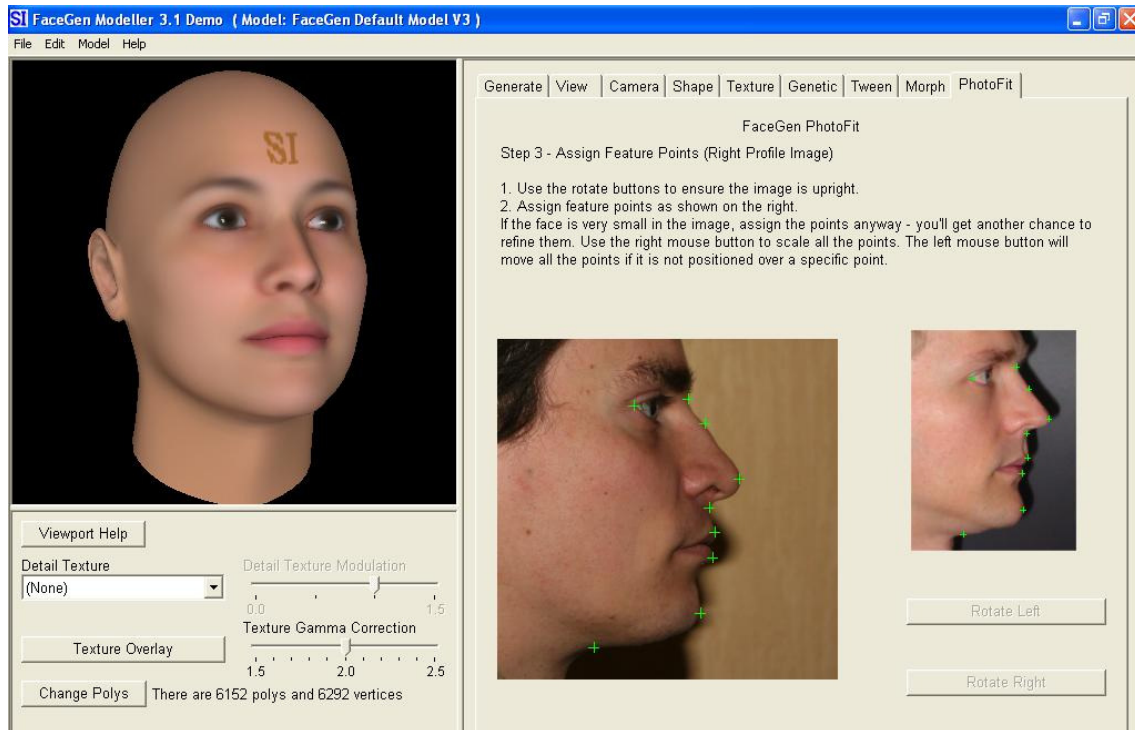 SI FaceGen Modeller 3.1 Demo ( Model: FaceGen Default Model V3 )
File Edit Model Help
SI
Viewport Help
Detail Texture
(None)
Detail Texture Modulation
0.0 1.5
Texture Gamma Correction
1.5 2.0 2.5
Texture Overlay
Change Polys There are 6152 polys and 6292 vertices
Generate View Camera Shape Texture Genetic Tween Morph PhotoFit
FaceGen PhotoFit
Step 3 - Assign Feature Points (Right Profile Image)
1. Use the rotate buttons to ensure the image is upright.
2. Assign feature points as shown on the right.
If the face is very small in the image, assign the points anyway - you'll get another chance to
refine them. Use the right mouse button to scale all the points. The left mouse button will
move all the points if it is not positioned over a specific point.
Rotate Left
Rotate Right